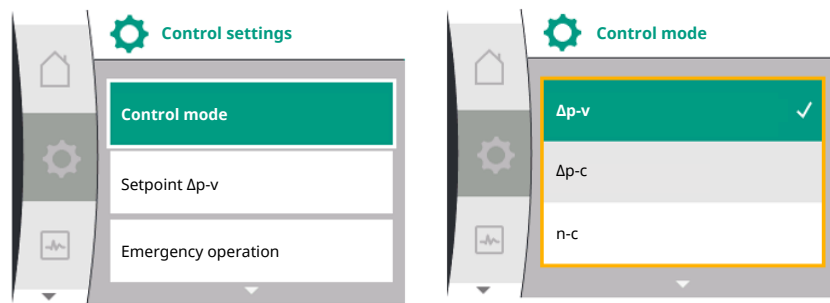 Control settings
Control mode
Setpoint Δp-v
Emergency operation
Control mode
Δp-v
Δp-c
n-c